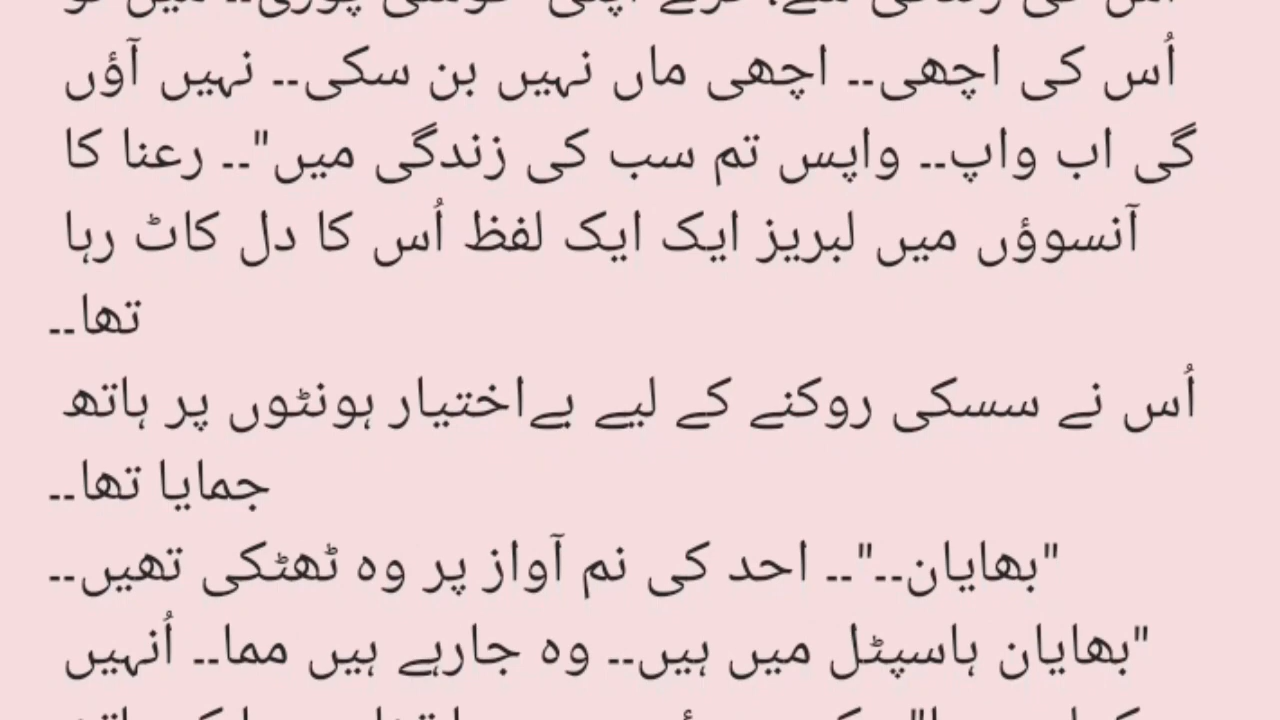 اُس کی اچھی۔۔ اچھی ماں نہیں بن سکی۔۔ نہیں آؤں
گی اب واپ۔۔ واپس تم سب کی زندگی میں"۔۔ رعنا کا
آنسوؤں میں لبریز ایک ایک لفظ اُس کا دل کاٹ رہا
تھا۔۔
اُس نے سسکی روکنے کے لیے بےاختیار ہونٹوں پر ہاتھ
جمایا تھا۔۔
"بھایان۔۔"۔۔ احد کی نم آواز پر وہ ٹھٹکی تھیں۔۔
"بھایان ہاسپٹل میں ہیں۔۔ وہ جارہے ہیں مما۔۔ اُنہیں